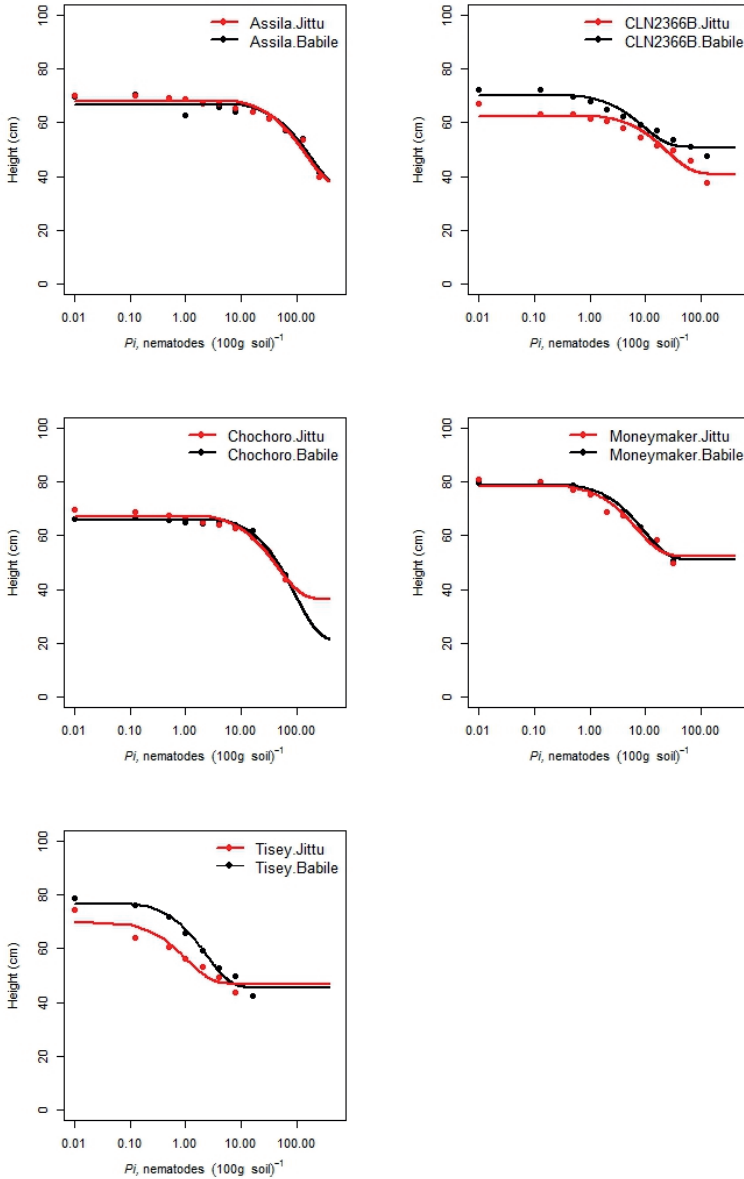 Assila.Jittu
Assila.Babile
Height (cm)
100
80
60
40
20
0
0.01 0.10 1.00 10.00 100.00
Pi, nematodes (100g soil)⁻¹
CLN2366B.Jittu
CLN2366B.Babile
Height (cm)
100
80
60
40
20
0
0.01 0.10 1.00 10.00 100.00
Pi, nematodes (100g soil)⁻¹
Chochoro.Jittu
Chochoro.Babile
Height (cm)
100
80
60
40
20
0
0.01 0.10 1.00 10.00 100.00
Pi, nematodes (100g soil)⁻¹
Moneymaker.Jittu
Moneymaker.Babile
Height (cm)
100
80
60
40
20
0
0.01 0.10 1.00 10.00 100.00
Pi, nematodes (100g soil)⁻¹
Tisey.Jittu
Tisey.Babile
Height (cm)
100
80
60
40
20
0
0.01 0.10 1.00 10.00 100.00
Pi, nematodes (100g soil)⁻¹